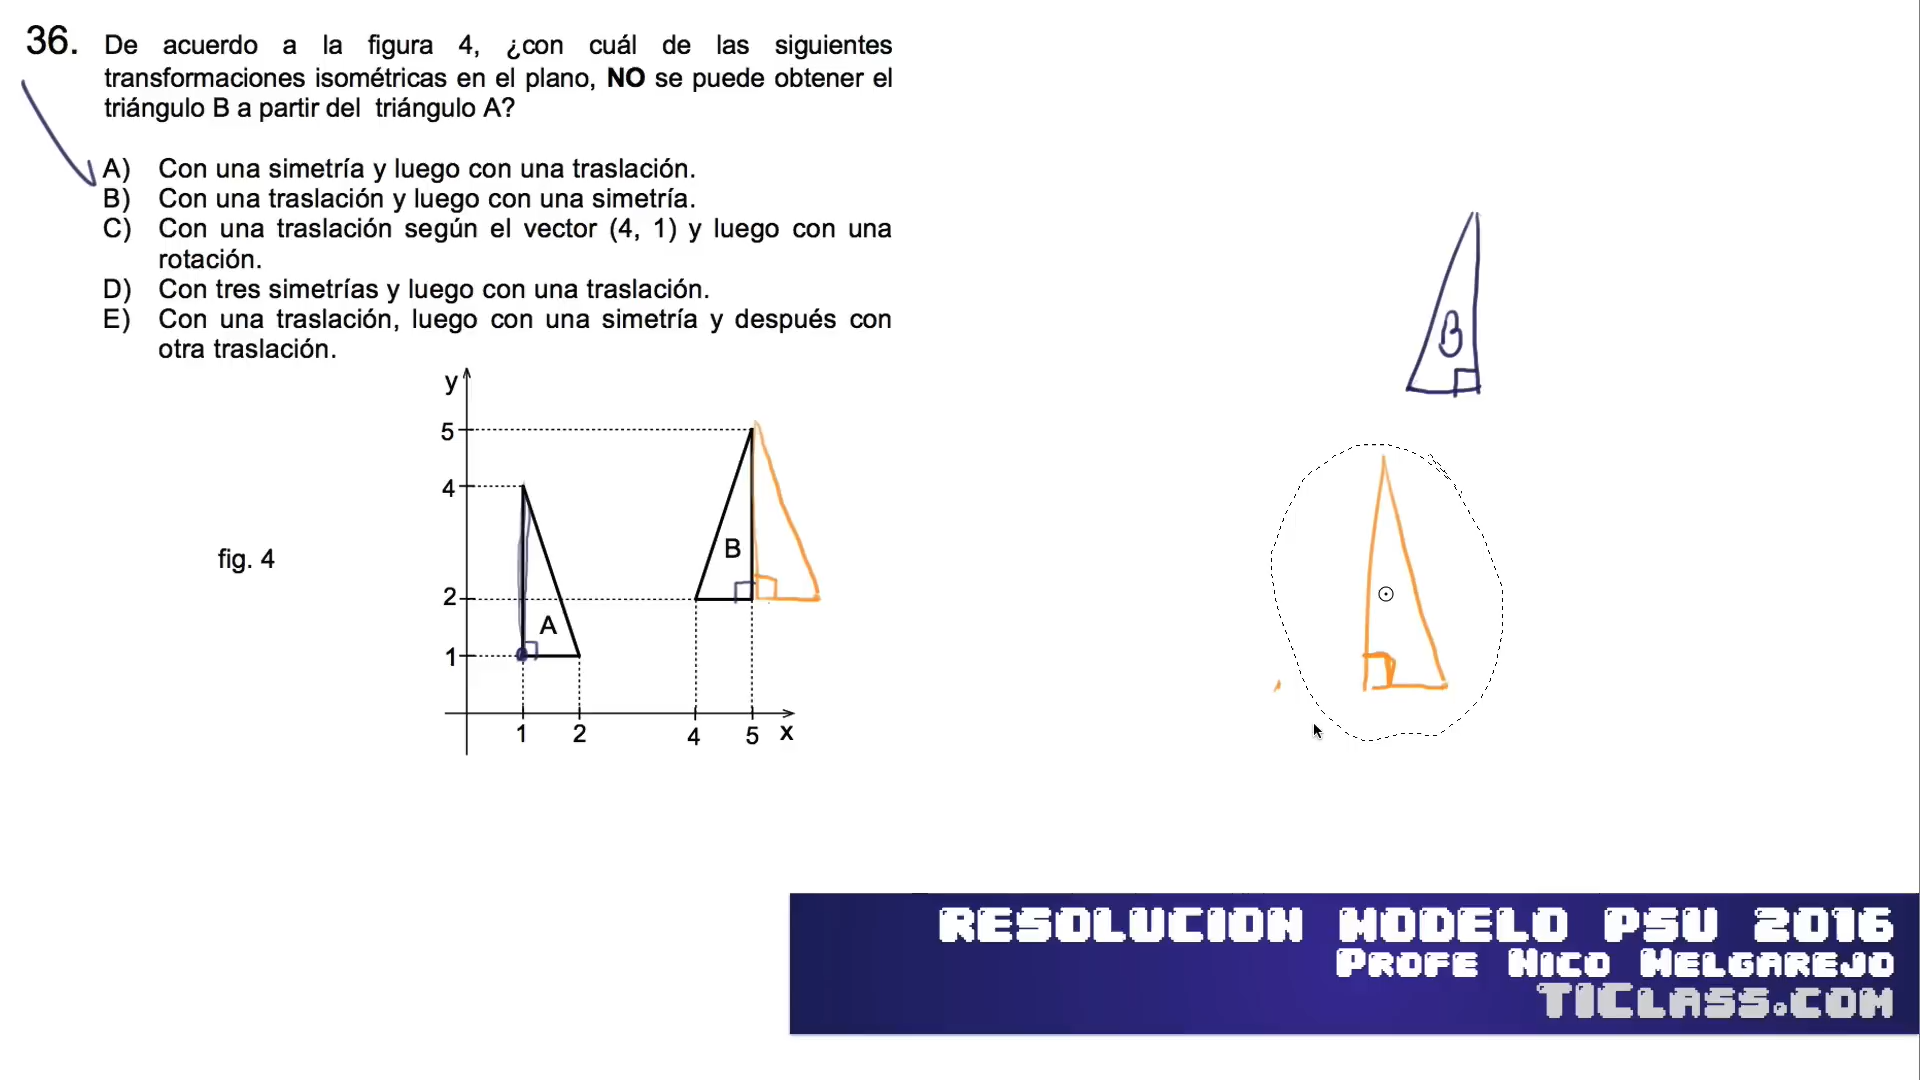 36. De acuerdo a la figura 4, ¿con cuál de las siguientes
transformaciones isométricas en el plano, NO se puede obtener el
triángulo B a partir del triángulo A?
A) Con una simetría y luego con una traslación.
B) Con una traslación y luego con una simetría.
C) Con una traslación según el vector (4, 1) y luego con una
rotación.
D) Con tres simetrías y luego con una traslación.
E) Con una traslación, luego con una simetría y después con
otra traslación.
y
5
4
2
1
A
B
1 2 4 5 x
fig. 4
B
RESOLUCION MODELO PSU 2016
PROFE NICO MELGAREJO
TICLASS.COM